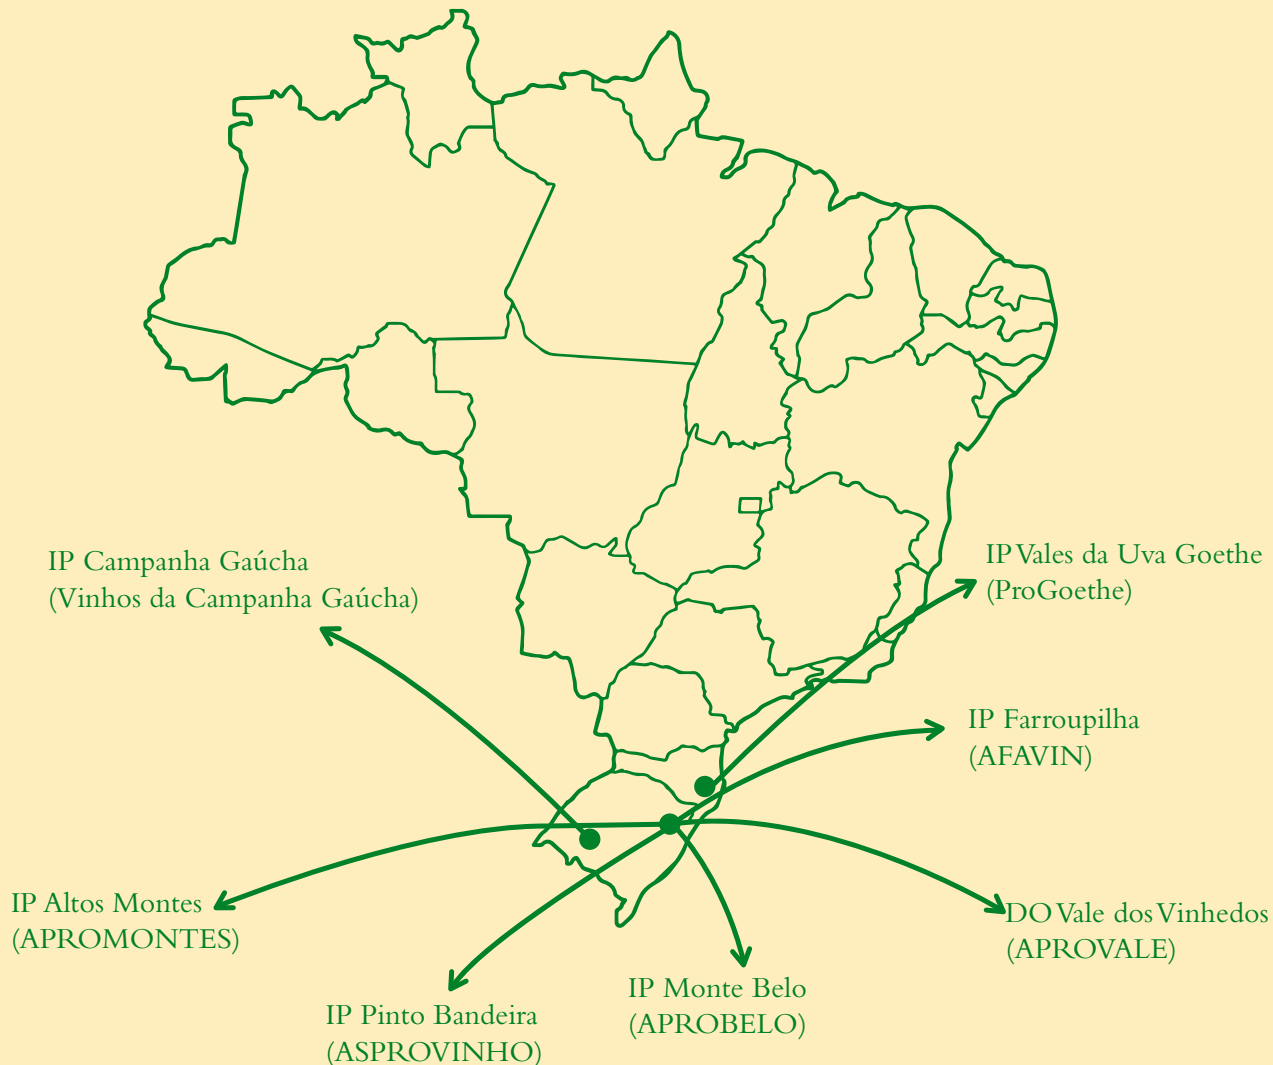 IP Campanha Gaúcha
(Vinhos da Campanha Gaúcha)
IP Vales da Uva Goethe
(ProGoethe)
IP Farroupilha
(AFAVIN)
IP Altos Montes
(APROMONTES)
DO Vale dos Vinhedos
(APROVALE)
IP Monte Belo
(APROBELO)
IP Pinto Bandeira
(ASPROVINHO)